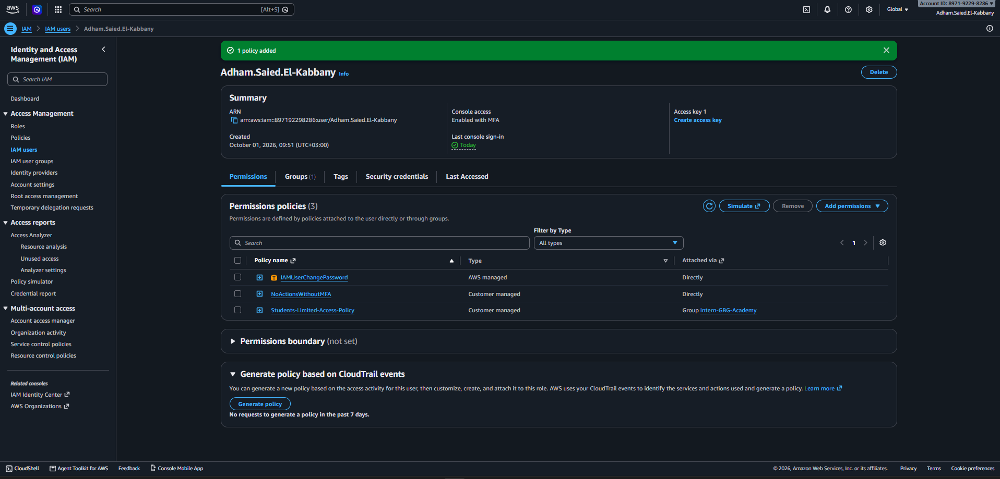 aws
Search
[Alt+S]
Global
Account ID: 8971-9229-8286
Adham.Saied.El-Kabbany
IAM
IAM users
Adham.Saied.El-Kabbany
Identity and Access
Management (IAM)
Search IAM
Dashboard
Access Management
Roles
Policies
IAM users
IAM user groups
Identity providers
Account settings
Root access management
Temporary delegation requests
Access reports
Access Analyzer
Resource analysis
Unused access
Analyzer settings
Policy simulator
Credential report
Multi-account access
Account access manager
Organization activity
Service control policies
Resource control policies
Related consoles
IAM Identity Center
AWS Organizations
1 policy added
Adham.Saied.El-Kabbany Info
Delete
Summary
ARN
arn:aws:iam::897192298286:user/Adham.Saied.El-Kabbany
Created
October 01, 2026, 09:51 (UTC+03:00)
Console access
Enabled with MFA
Last console sign-in
Today
Access key 1
Create access key
Permissions
Groups (1)
Tags
Security credentials
Last Accessed
Permissions policies (3)
Simulate
Remove
Add permissions
Permissions are defined by policies attached to the user directly or through groups.
Filter by Type
Search
All types
1
Policy name
Type
Attached via
IAMUserChangePassword
AWS managed
Directly
NoActionsWithoutMFA
Customer managed
Directly
Students-Limited-Access-Policy
Customer managed
Group Intern-GBG-Academy
Permissions boundary (not set)
Generate policy based on CloudTrail events
You can generate a new policy based on the access activity for this user, then customize, create, and attach it to this role. AWS uses your CloudTrail events to identify the services and actions used and generate a policy. Learn more
Generate policy
No requests to generate a policy in the past 7 days.
CloudShell
Agent Toolkit for AWS
Feedback
Console Mobile App
© 2026, Amazon Web Services, Inc. or its affiliates.
Privacy
Terms
Cookie preferences